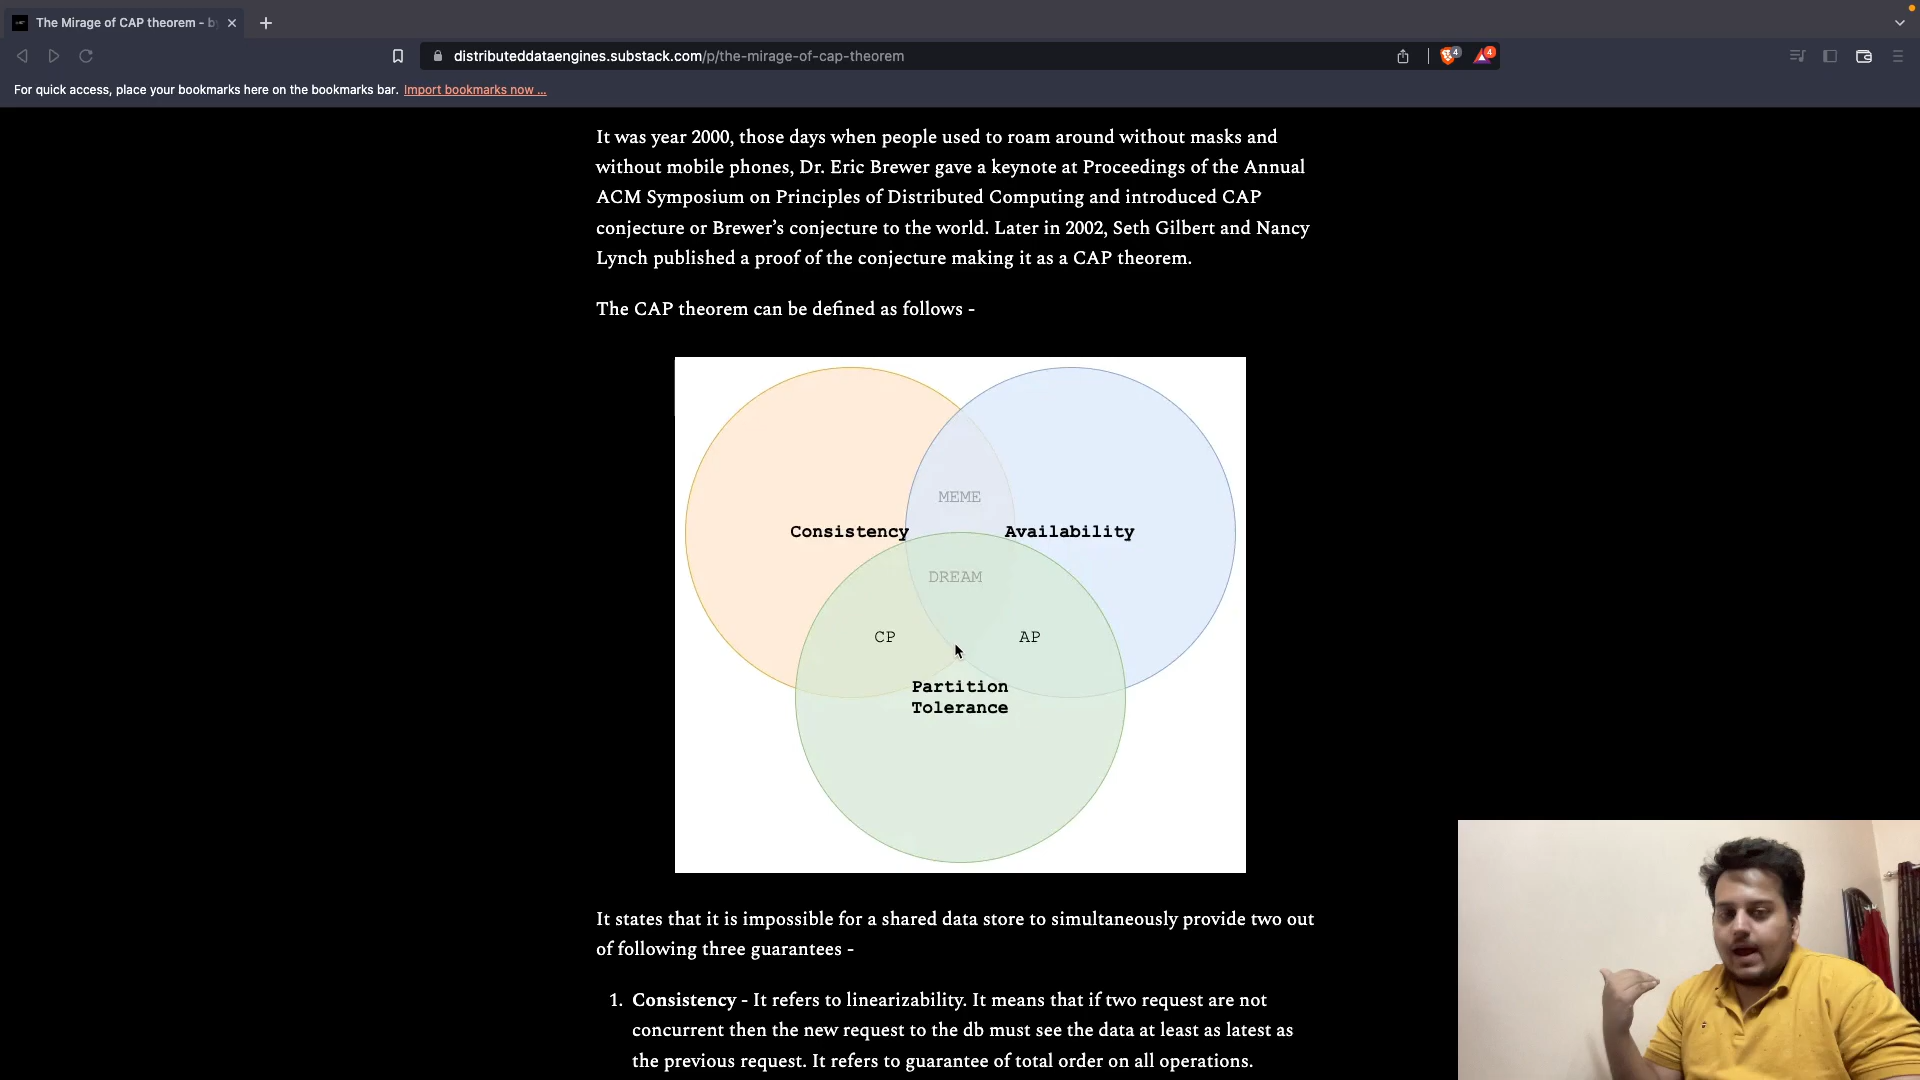 The Mirage of CAP theorem - by
distributeddataengines.substack.com/p/the-mirage-of-cap-theorem
4
4
For quick access, place your bookmarks here on the bookmarks bar. Import bookmarks now ...
It was year 2000, those days when people used to roam around without masks and
without mobile phones, Dr. Eric Brewer gave a keynote at Proceedings of the Annual
ACM Symposium on Principles of Distributed Computing and introduced CAP
conjecture or Brewer’s conjecture to the world. Later in 2002, Seth Gilbert and Nancy
Lynch published a proof of the conjecture making it as a CAP theorem.
The CAP theorem can be defined as follows -
MEME
Consistency
Availability
DREAM
CP
AP
Partition
Tolerance
It states that it is impossible for a shared data store to simultaneously provide two out
of following three guarantees -
1. Consistency - It refers to linearizability. It means that if two request are not
concurrent then the new request to the db must see the data at least as latest as
the previous request. It refers to guarantee of total order on all operations.